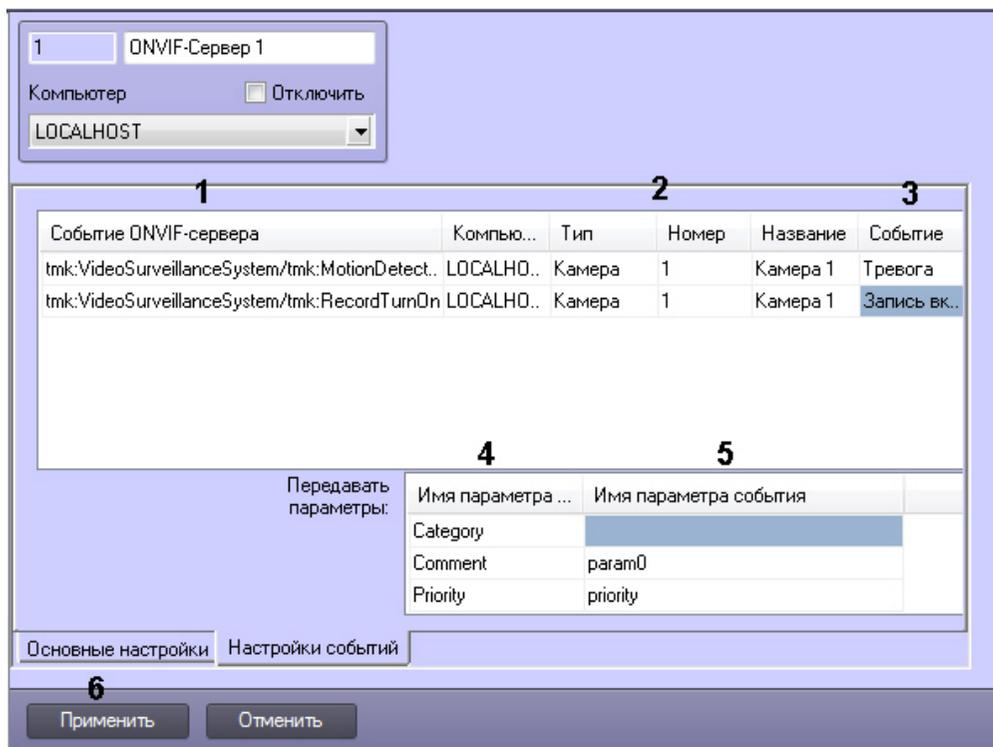 1 ONVIF-Сервер 1
Компьютер Отключить
LOCALHOST
1 2 3
Событие ONVIF-сервера Компью... Тип Номер Название Событие
tmk:VideoSurveillanceSystem/tmk:MotionDetect.. LOCALHO.. Камера 1 Камера 1 Тревога
tmk:VideoSurveillanceSystem/tmk:RecordTurnOn LOCALHO.. Камера 1 Камера 1 Запись вк..
4 5
Передавать параметры:
Имя параметра ... Имя параметра события
Category
Comment param0
Priority priority
Основные настройки Настройки событий
6
Применить Отменить